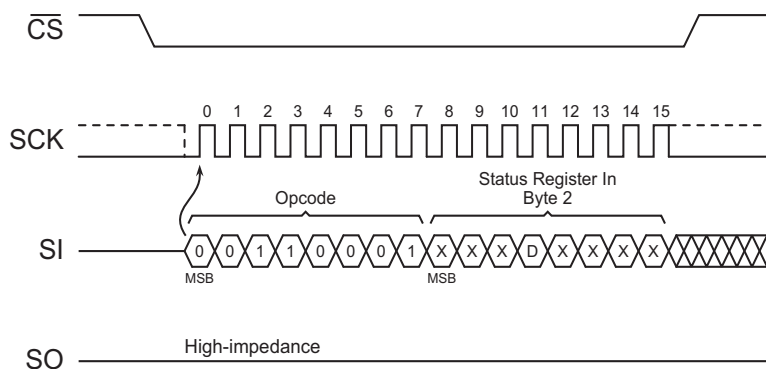 CS
0 1 2 3 4 5 6 7 8 9 10 11 12 13 14 15
SCK
Status Register In
Opcode Byte 2
SI 0 0 1 1 0 0 0 1 X X X D X X X X
MSB MSB
High-impedance
SO